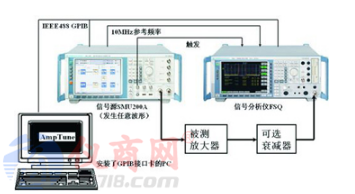 IEEE488 GPIB
10MHz参考频率
触发
信号源SMU200A
(发生任意波形)
信号分析仪FSQ
AmpTune
被测
放大器
可选
衰减器
安装了GPIB接口卡的PC